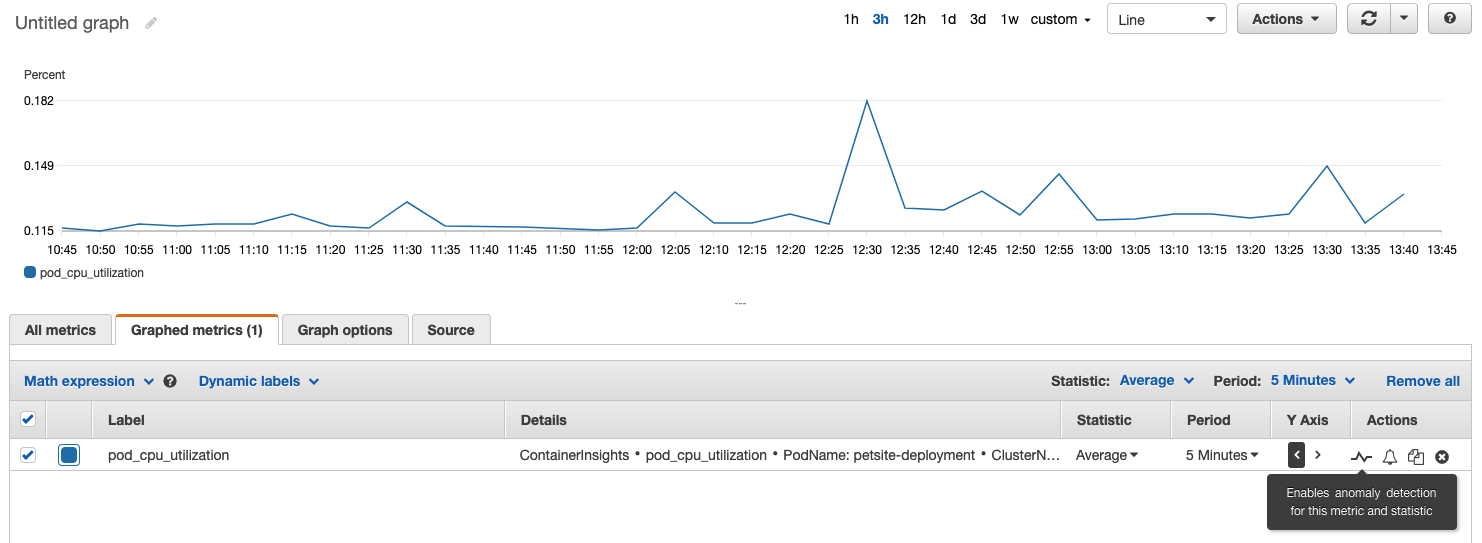 Untitled graph
1h 3h 12h 1d 3d 1w custom Line Actions
Percent
0.182
0.149
0.115
10:45 10:50 10:55 11:00 11:05 11:10 11:15 11:20 11:25 11:30 11:35 11:40 11:45 11:50 11:55 12:00 12:05 12:10 12:15 12:20 12:25 12:30 12:35 12:40 12:45 12:50 12:55 13:00 13:05 13:10 13:15 13:20 13:25 13:30 13:35 13:40 13:45
pod_cpu_utilization
All metrics Graphed metrics (1) Graph options Source
Math expression Dynamic labels Statistic: Average Period: 5 Minutes Remove all
Label Details Statistic Period Y Axis Actions
pod_cpu_utilization ContainerInsights • pod_cpu_utilization • PodName: petsite-deployment • ClusterN... Average 5 Minutes < >
Enables anomaly detection
for this metric and statistic